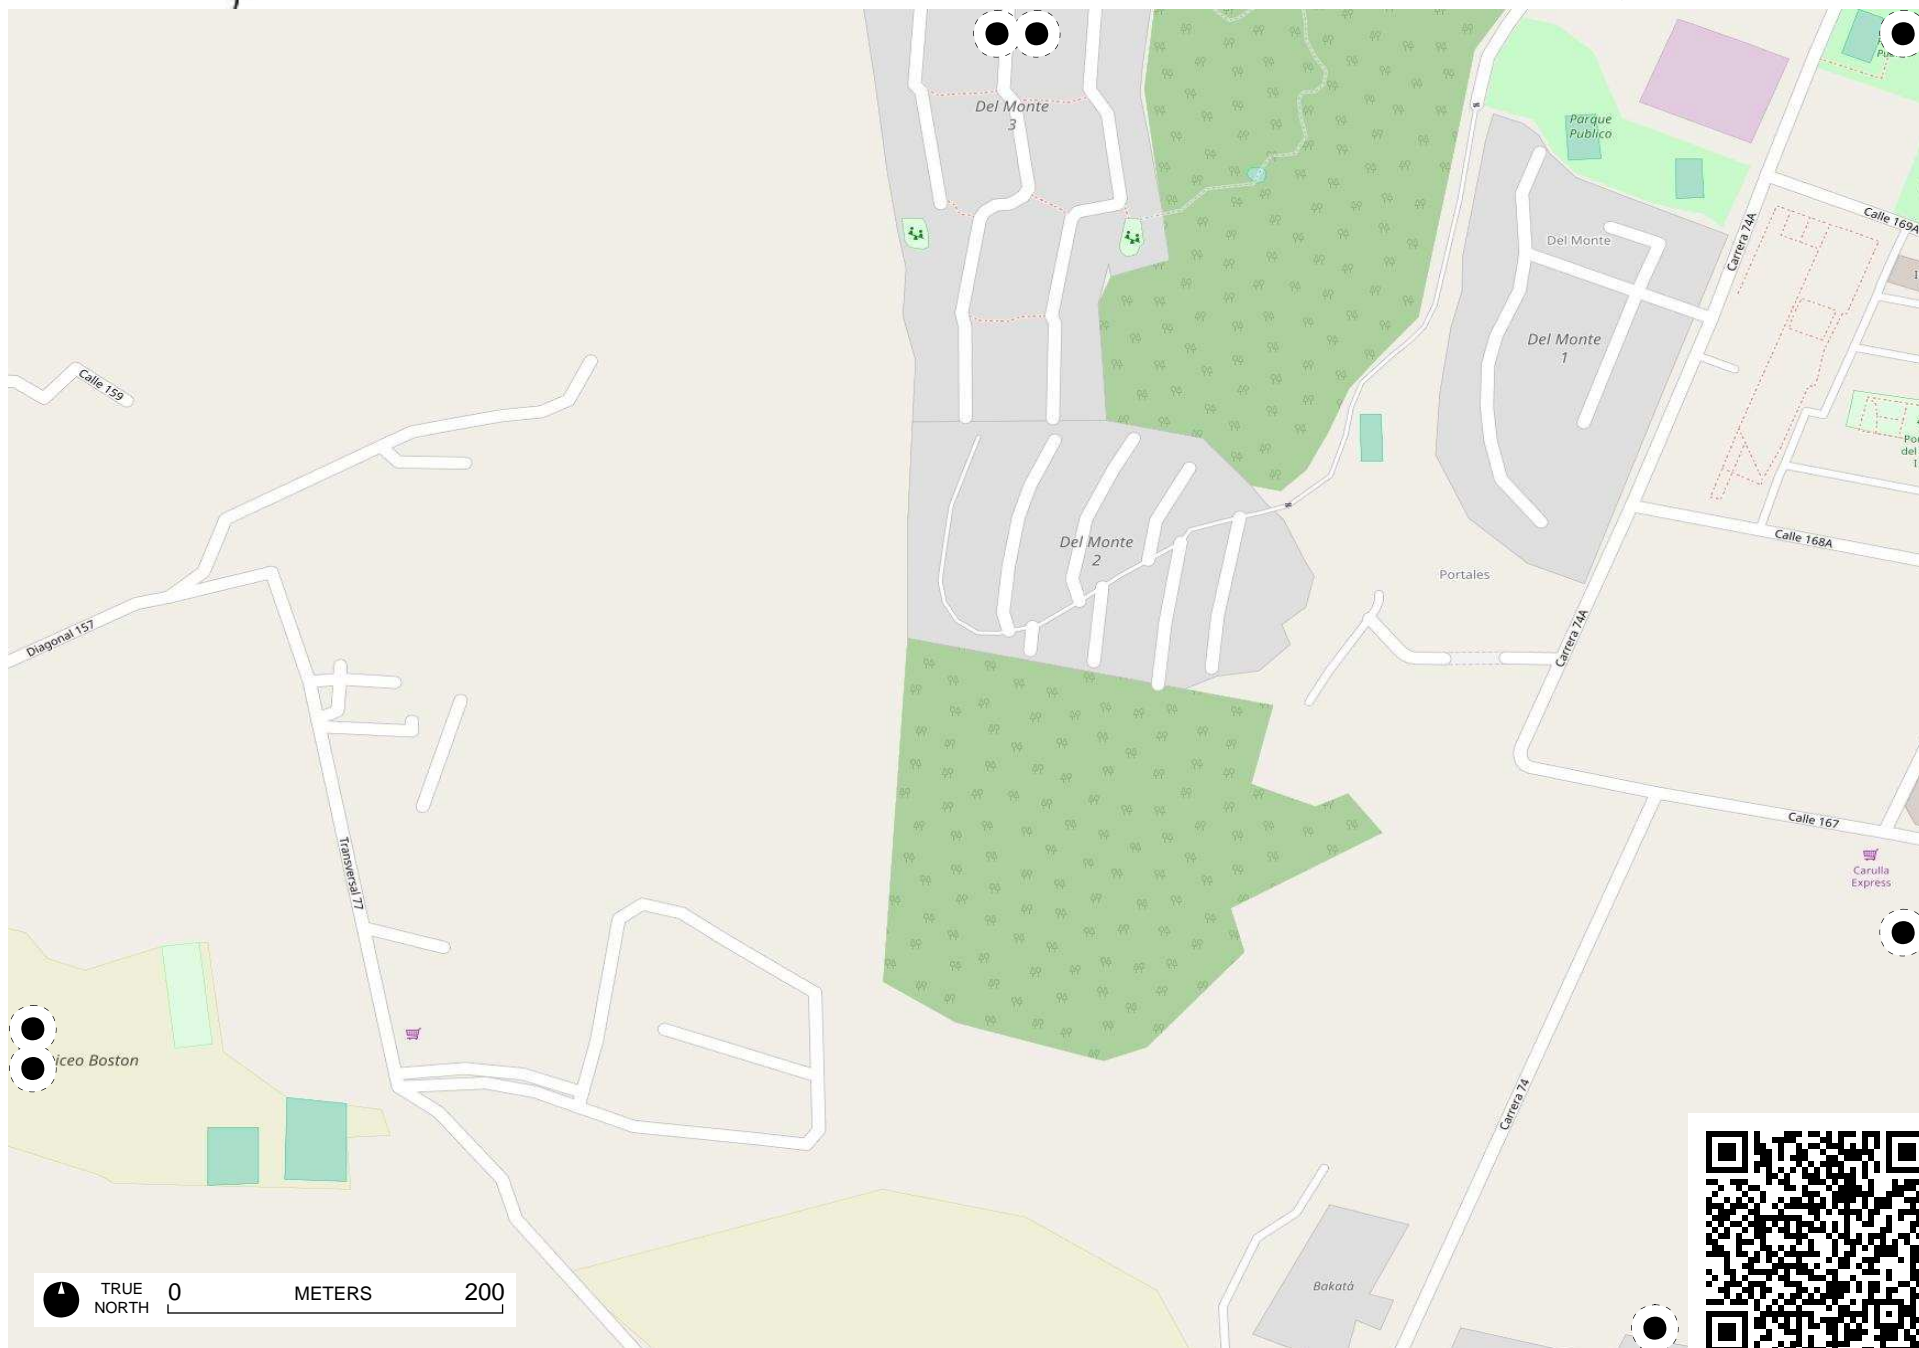 Del Monte
3
Parque
Publico
Calle 169A
Carrera 74A
Del Monte
Del Monte
1
Calle 159
Calle 168A
Del Monte
2
Portales
Diagonal 157
Carrera 74A
Calle 167
Carulla
Express
Transversal 77
iceo Boston
Carrera 74
Bakatá
TRUE
NORTH
0
METERS
200